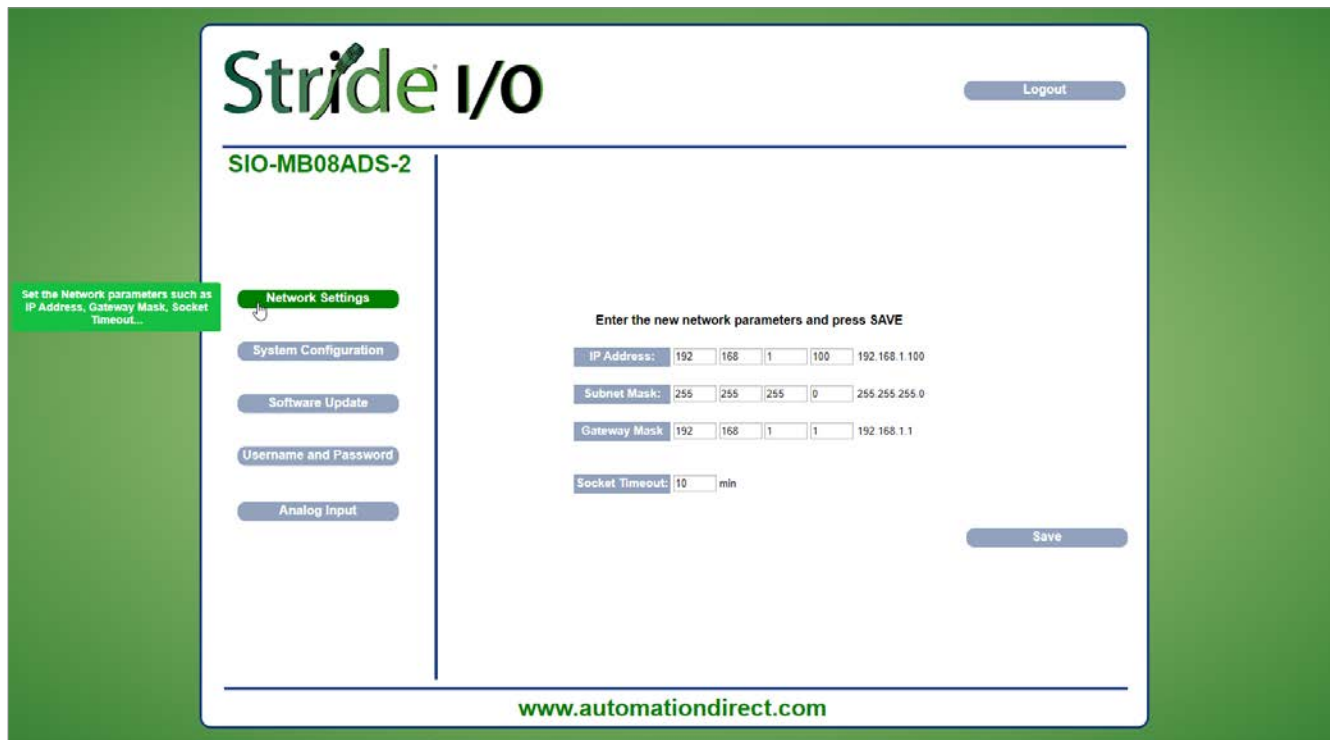 Stride I/O
Logout
SIO-MB08ADS-2
Set the Network parameters such as
IP Address, Gateway Mask, Socket
Timeout...
Network Settings
System Configuration
Software Update
Username and Password
Analog Input
Enter the new network parameters and press SAVE
IP Address: 192 168 1 100 192.168.1.100
Subnet Mask: 255 255 255 0 255.255.255.0
Gateway Mask 192 168 1 1 192.168.1.1
Socket Timeout: 10 min
Save
www.automationdirect.com